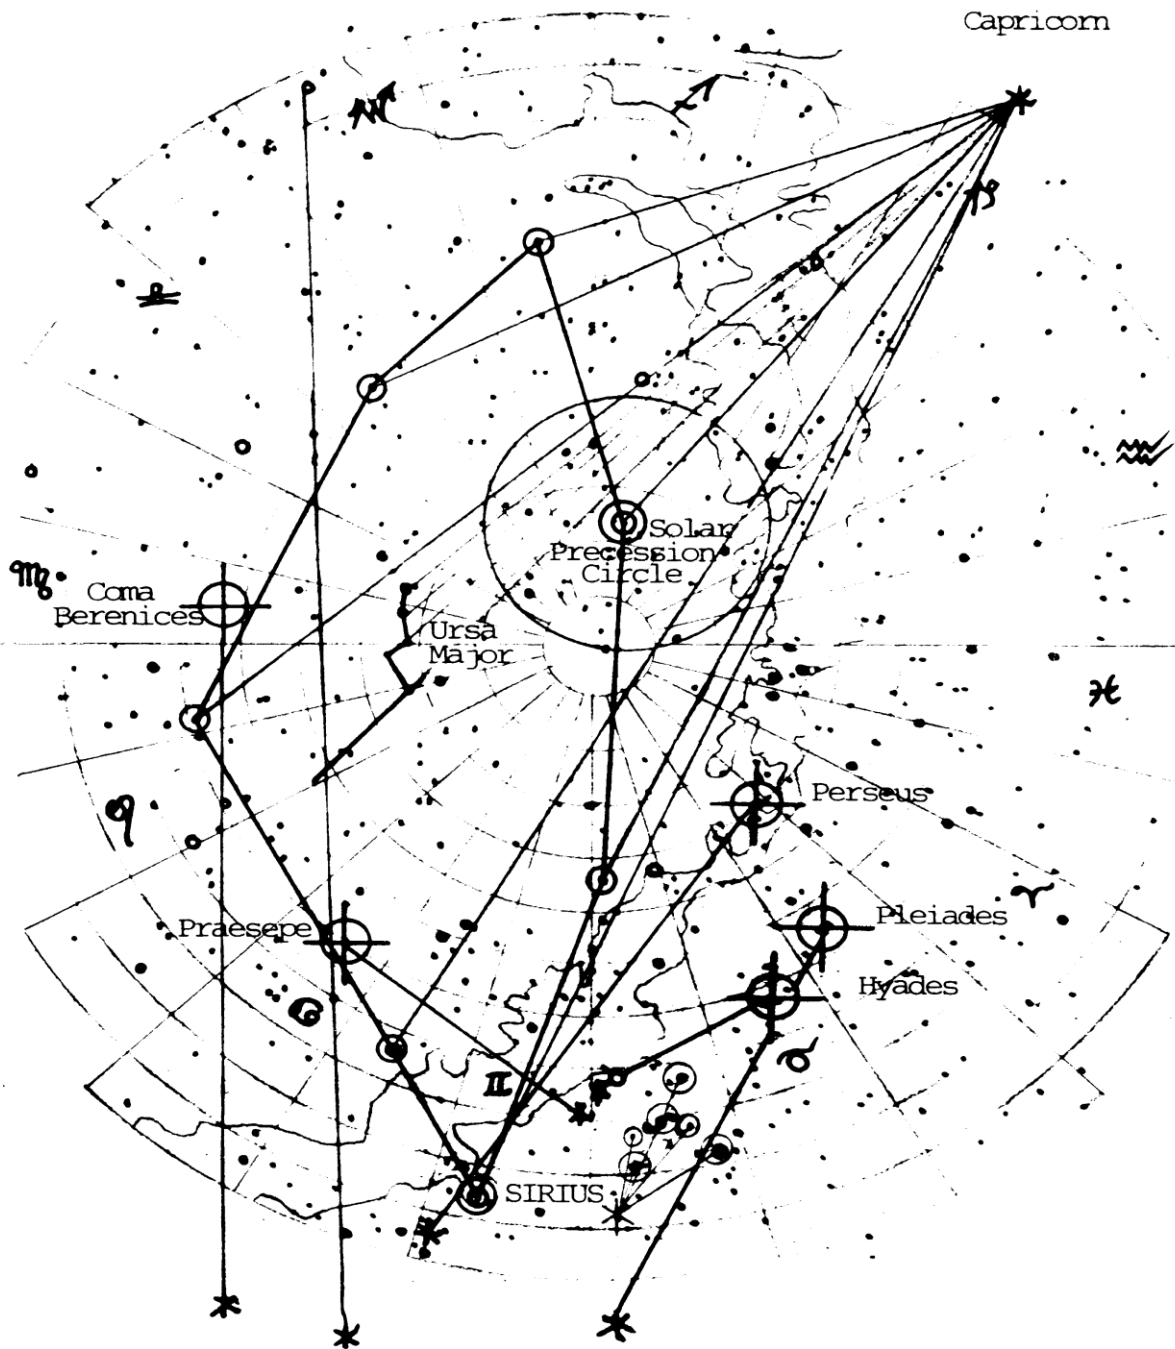 Capricorn
♑
♎
♒
Solar
Precession
Circle
♍
Coma
Berenices
Ursa
Major
♓
♌
Perseus
♈
Praesepe
Pleiades
Hyades
♋
♉
♊
SIRIUS